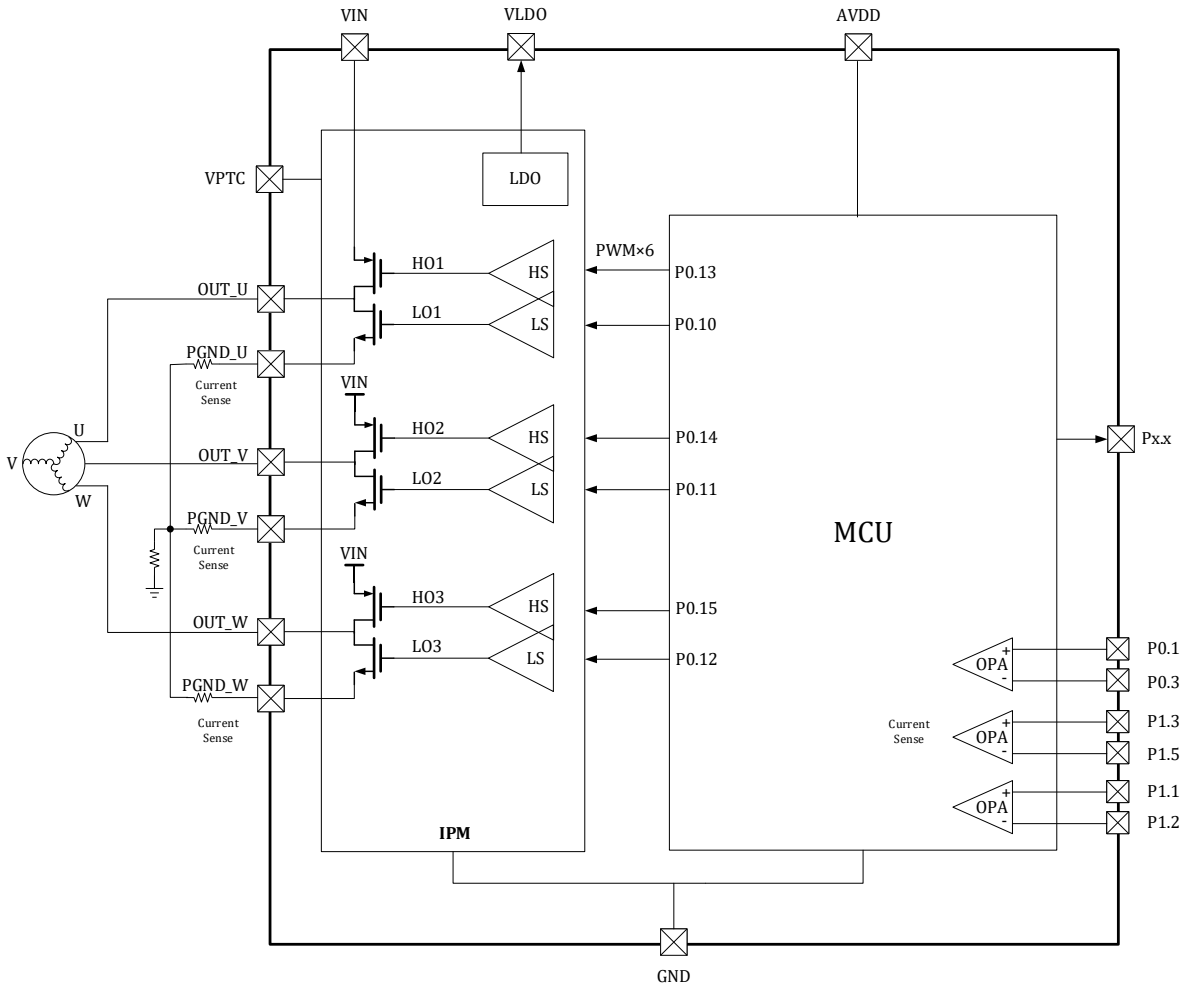 VIN
VLDO
AVDD
VPTC
LDO
PWM×6
HO1
HS
P0.13
OUT_U
LO1
LS
P0.10
PGND_U
Current
Sense
VIN
U
HO2
HS
P0.14
Px.x
V
OUT_V
LO2
LS
P0.11
W
PGND_V
Current
Sense
MCU
VIN
HO3
HS
P0.15
OUT_W
LO3
LS
P0.12
PGND_W
Current
Sense
OPA
+
-
P0.1
P0.3
Current
Sense
OPA
+
-
P1.3
P1.5
OPA
+
-
P1.1
P1.2
IPM
GND